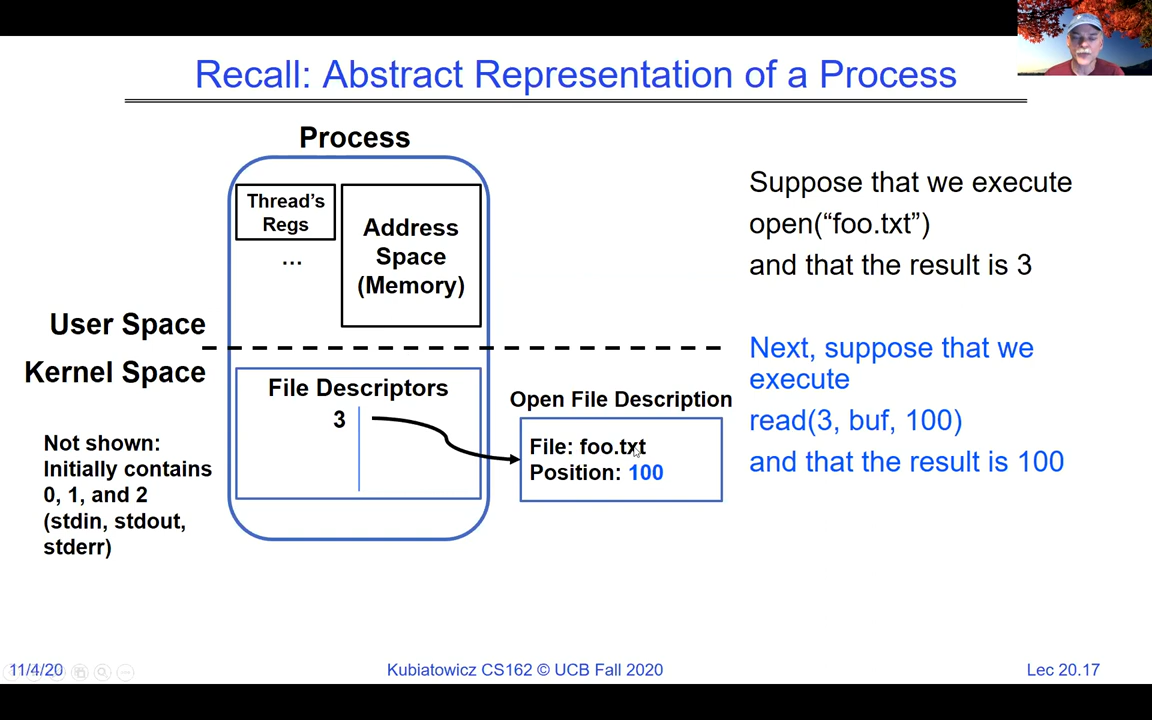 Recall: Abstract Representation of a Process
Process
Thread’s
Regs
...
Address
Space
(Memory)
User Space
Kernel Space
File Descriptors
3
Not shown:
Initially contains
0, 1, and 2
(stdin, stdout,
stderr)
Open File Description
File: foo.txt
Position: 100
Suppose that we execute
open(“foo.txt”)
and that the result is 3
Next, suppose that we
execute
read(3, buf, 100)
and that the result is 100
11/4/20
Kubiatowicz CS162 © UCB Fall 2020
Lec 20.17